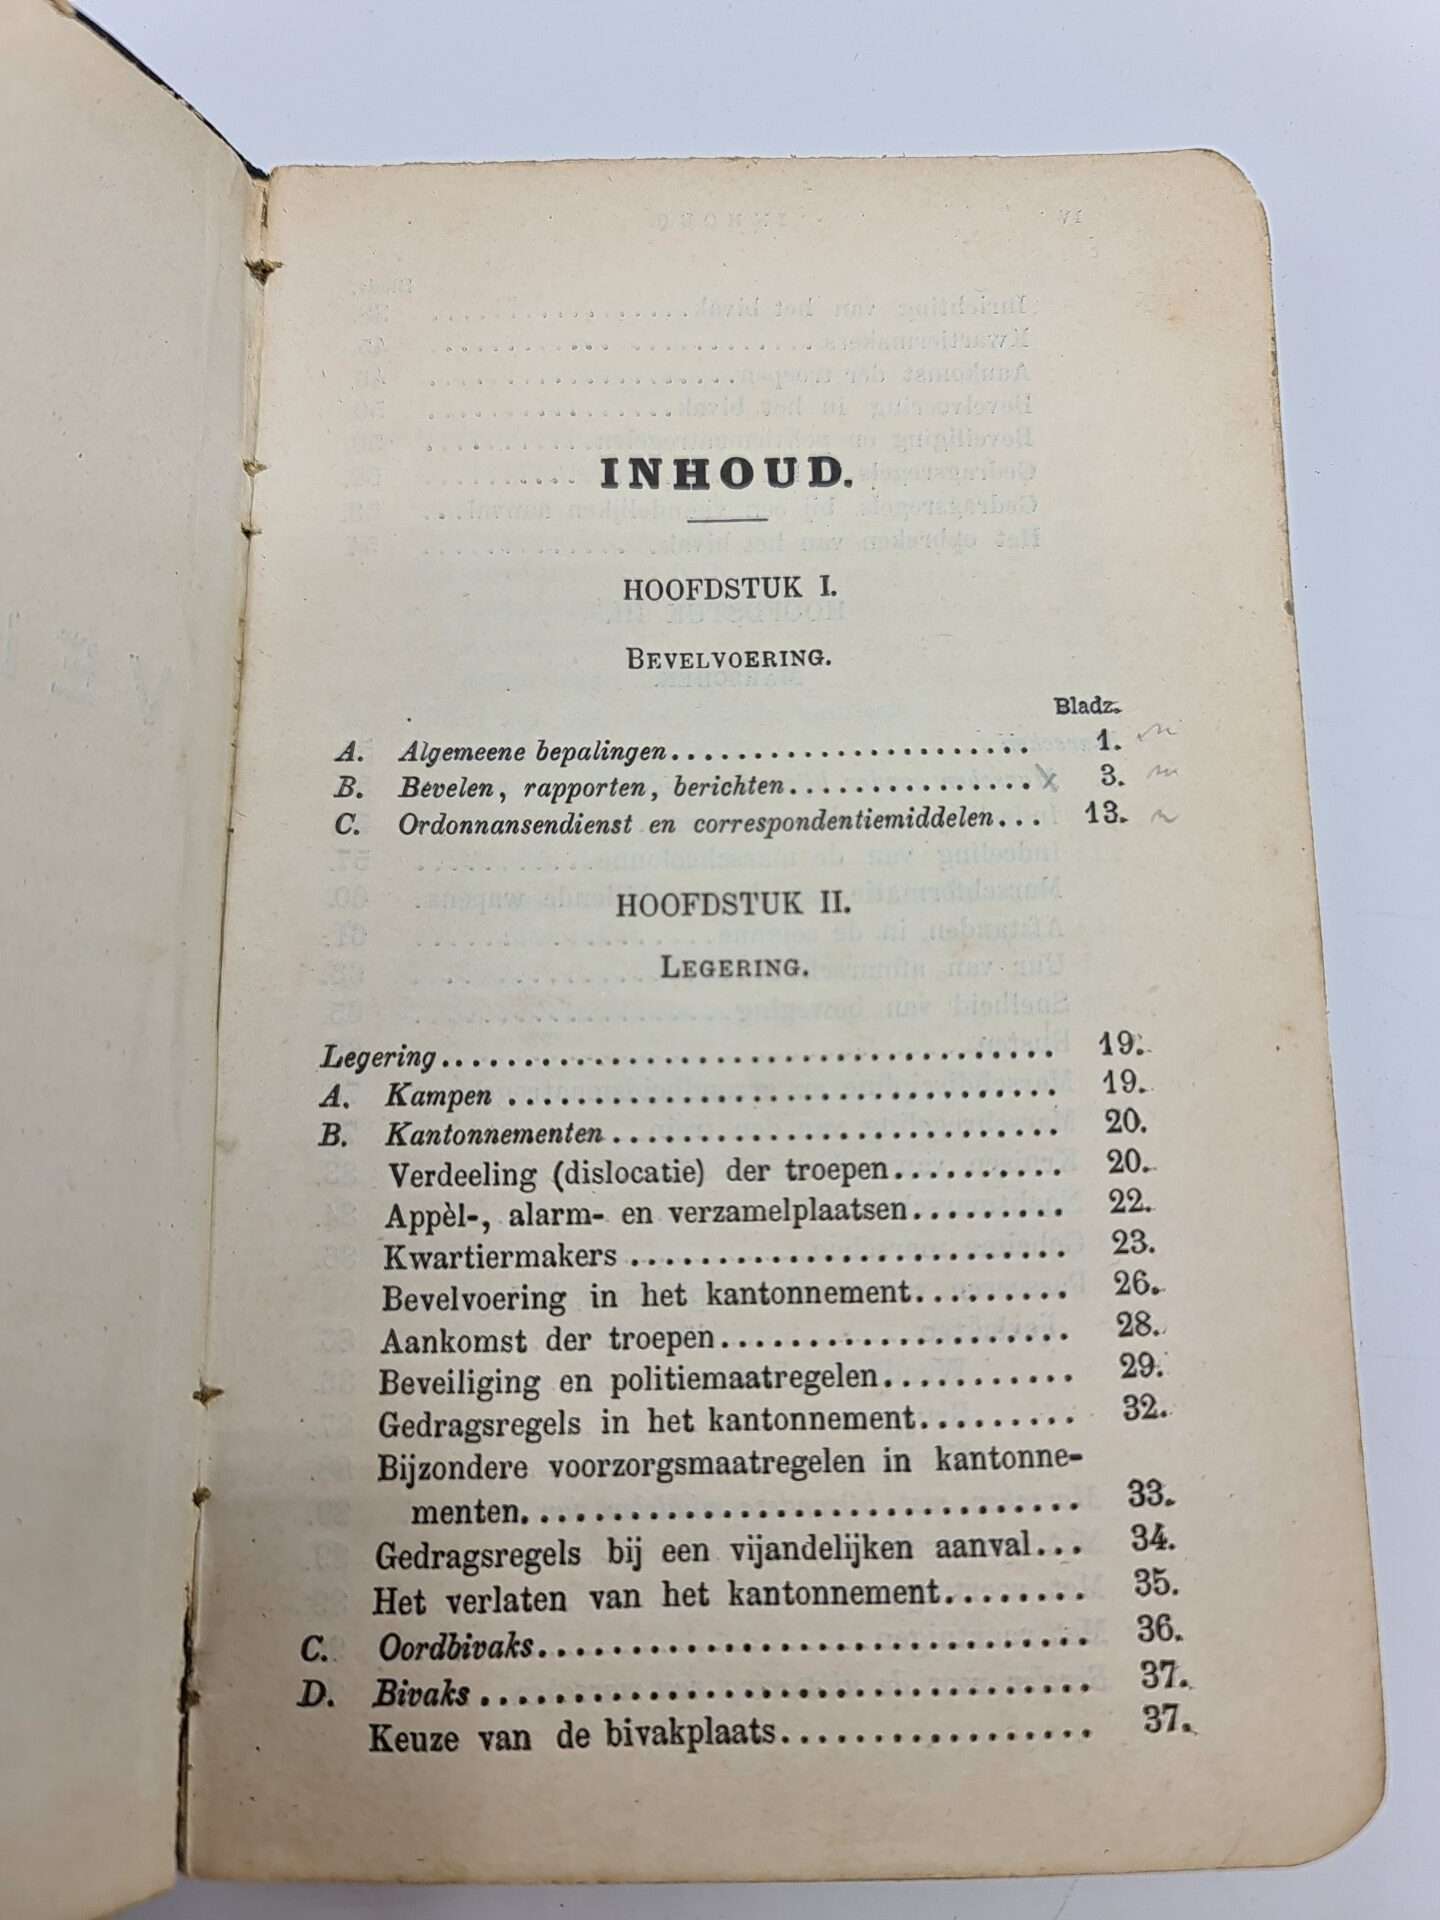 INHOUD.
HOOFDSTUK I.
BEVELVOERING.
Bladz.
A. Algemeene bepalingen........................ 1.
B. Bevelen, rapporten, berichten................ 3.
C. Ordonnansendienst en correspondentiemiddelen... 13.
HOOFDSTUK II.
LEGERING.
Legering..................................... 19.
A. Kampen ................................. 19.
B. Kantonnementen........................... 20.
Verdeeling (dislocatie) der troepen.......... 20.
Appèl-, alarm- en verzamelplaatsen......... 22.
Kwartiermakers .......................... 23.
Bevelvoering in het kantonnement......... 26.
Aankomst der troepen..................... 28.
Beveiliging en politiemaatregelen........... 29.
Gedragsregels in het kantonnement......... 32.
Bijzondere voorzorgsmaatregelen in kantonne-
menten.................................. 33.
Gedragsregels bij een vijandelijken aanval... 34.
Het verlaten van het kantonnement........ 35.
C. Oordbivaks................................ 36.
D. Bivaks ................................... 37.
Keuze van de bivakplaats................. 37.